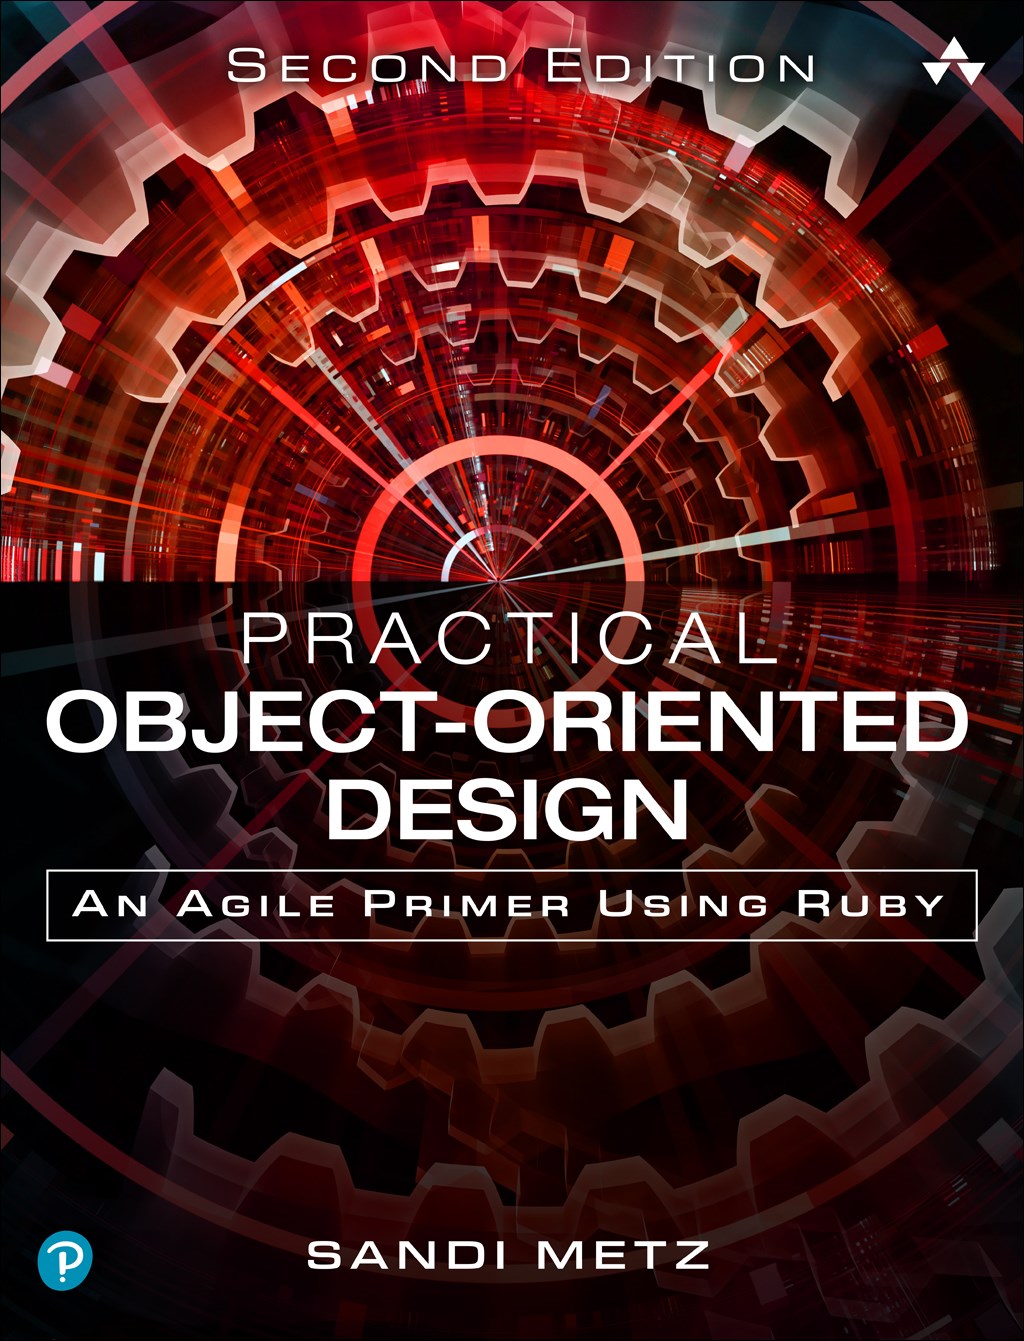 SECOND EDITION
PRACTICAL
OBJECT-ORIENTED
DESIGN
AN AGILE PRIMER USING RUBY
SANDI METZ